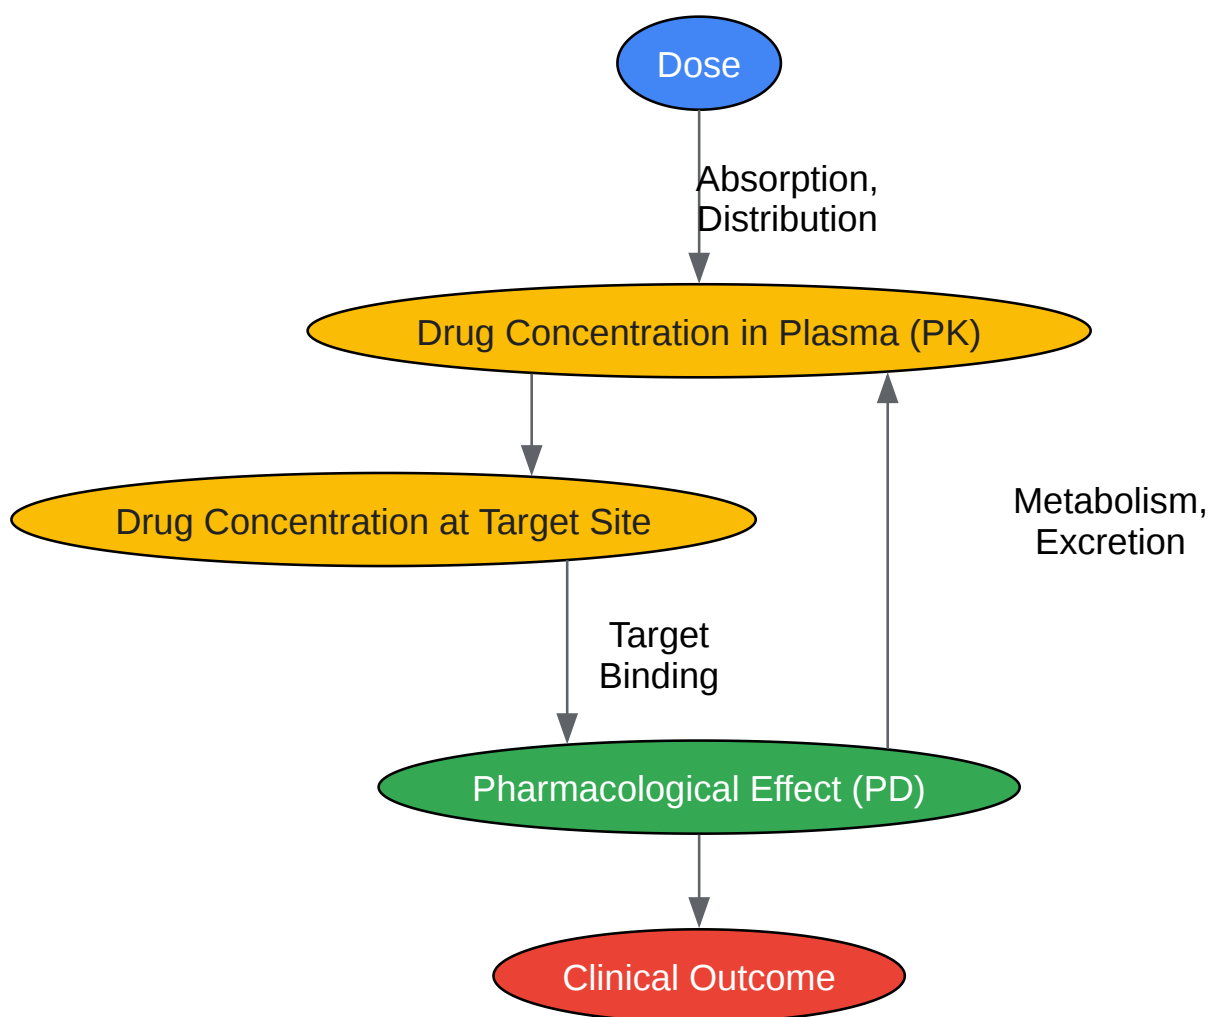 Dose
Absorption,
Distribution
Drug Concentration in Plasma (PK)
Drug Concentration at Target Site
Metabolism,
Excretion
Target
Binding
Pharmacological Effect (PD)
Clinical Outcome